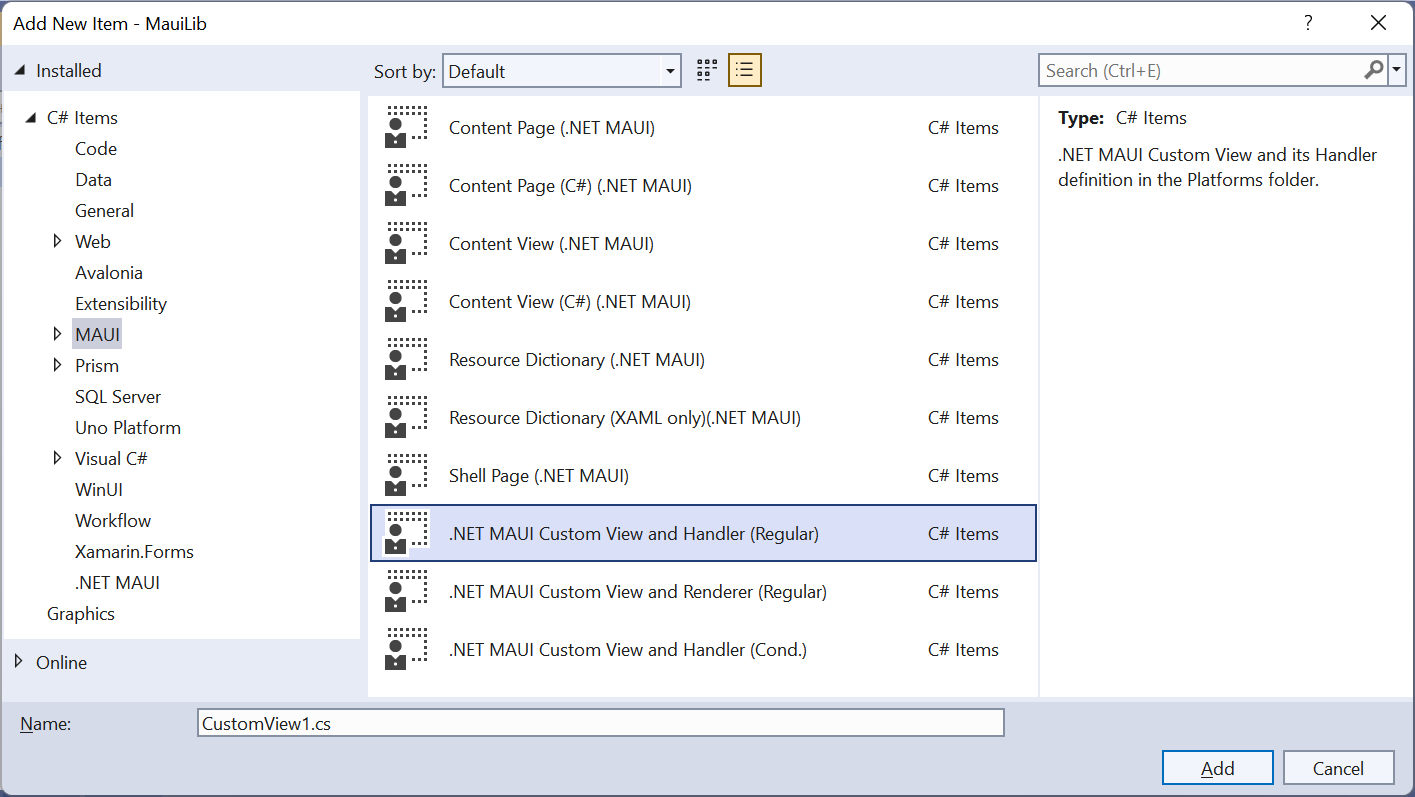 Add New Item - MauiLib
?
Installed
Sort by: Default
Search (Ctrl+E)
C# Items
Code
Data
General
Web
Avalonia
Extensibility
MAUI
Prism
SQL Server
Uno Platform
Visual C#
WinUI
Workflow
Xamarin.Forms
.NET MAUI
Graphics
Online
Content Page (.NET MAUI) C# Items
Content Page (C#) (.NET MAUI) C# Items
Content View (.NET MAUI) C# Items
Content View (C#) (.NET MAUI) C# Items
Resource Dictionary (.NET MAUI) C# Items
Resource Dictionary (XAML only)(.NET MAUI) C# Items
Shell Page (.NET MAUI) C# Items
.NET MAUI Custom View and Handler (Regular) C# Items
.NET MAUI Custom View and Renderer (Regular) C# Items
.NET MAUI Custom View and Handler (Cond.) C# Items
Type: C# Items
.NET MAUI Custom View and its Handler
definition in the Platforms folder.
Name: CustomView1.cs
Add Cancel